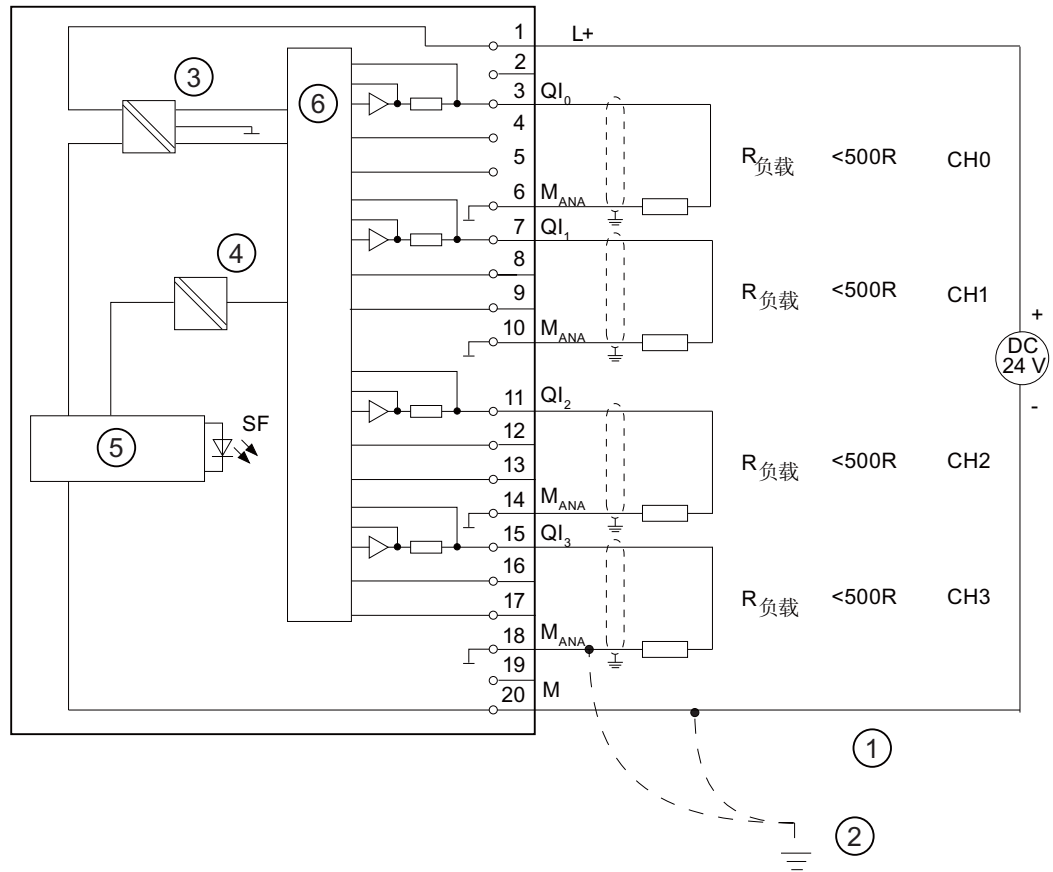 1 L+
2
③
3 QI0
⑥
4
R负载 <500R CH0
5
6 MANA
7 QI1
④
8
9
R负载 <500R CH1
10 MANA
+
DC
24 V
-
11 QI2
SF
⑤
12
13
R负载 <500R CH2
14 MANA
15 QI3
16
17
R负载 <500R CH3
18 MANA
19
20 M
①
②